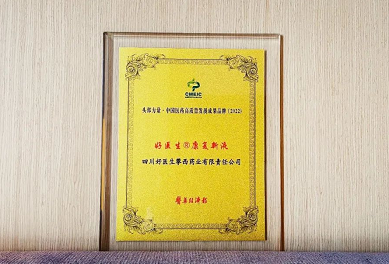 CMEIC
头部力量·中国医药高质量发展成果品牌（2022）
好医生®康复新液
四川好医生攀西药业有限责任公司
医药经济报